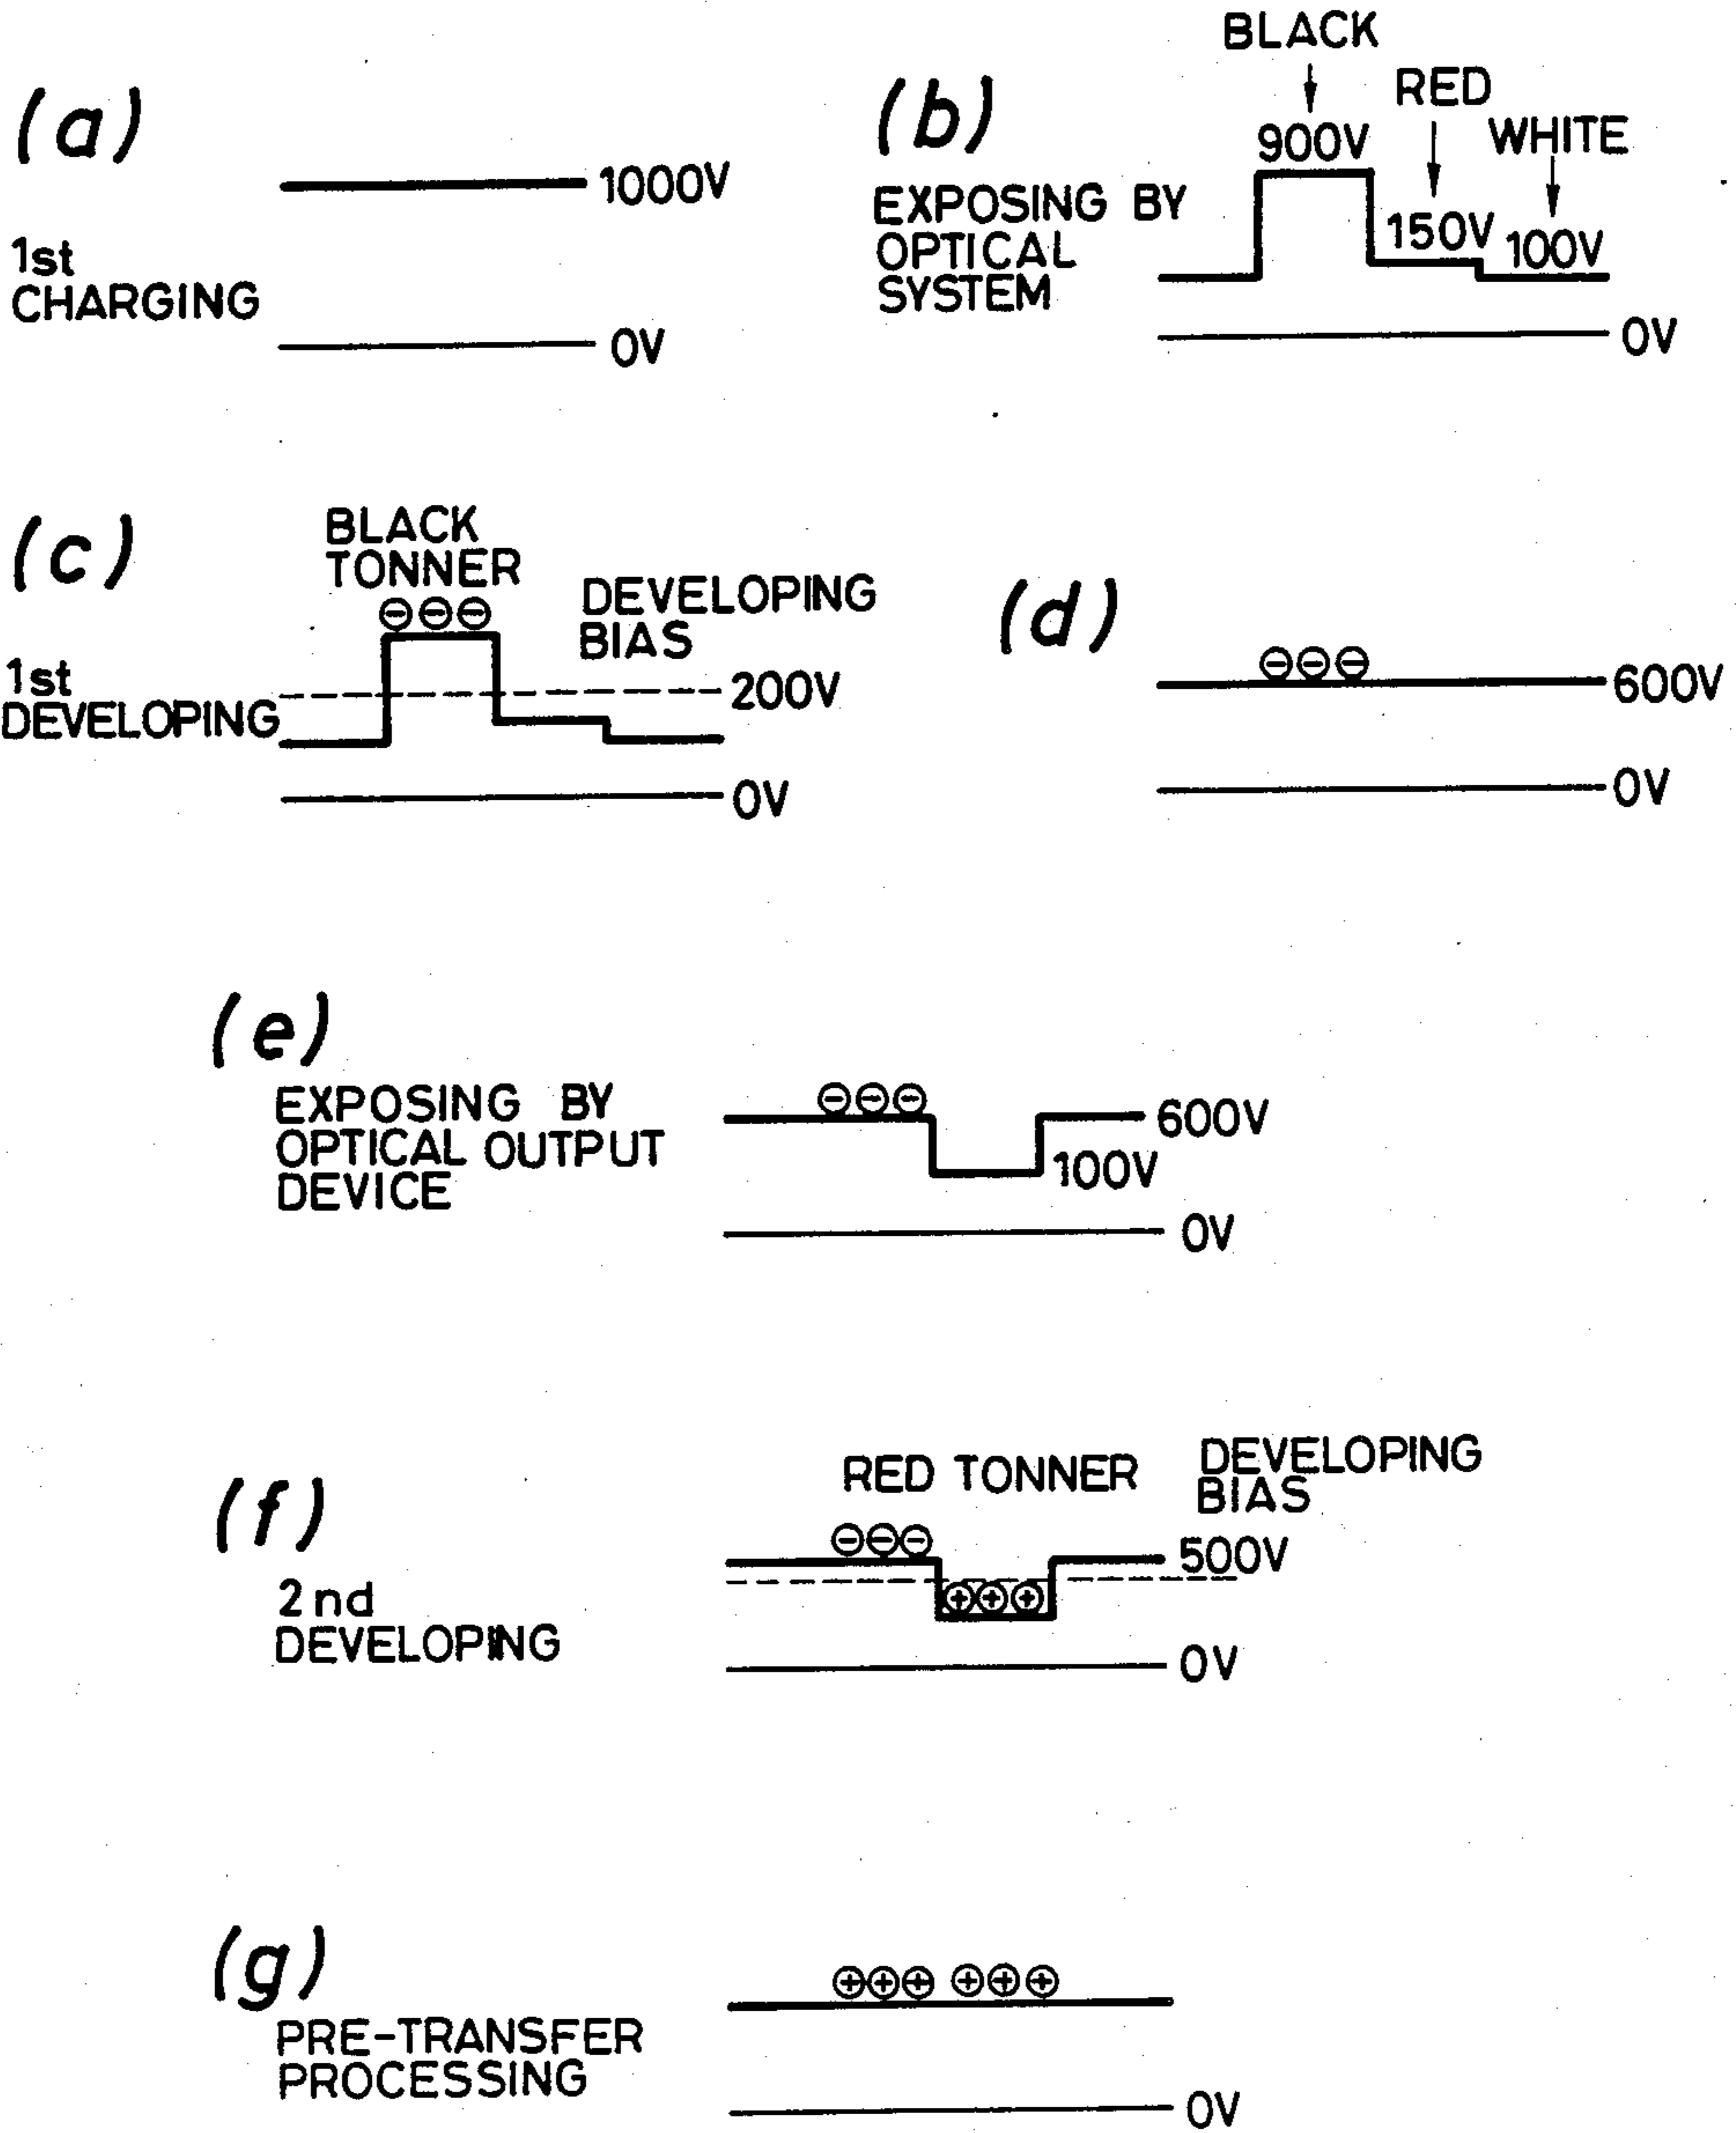 (a)
1000V
1st
CHARGING
0V
(b)
BLACK
RED
900V
WHITE
EXPOSING BY
OPTICAL
SYSTEM
150V
100V
0V
(c)
BLACK
TONNER
DEVELOPING
BIAS
1st
DEVELOPING
200V
0V
(d)
600V
0V
(e)
EXPOSING BY
OPTICAL OUTPUT
DEVICE
600V
100V
0V
(f)
RED TONNER
DEVELOPING
BIAS
500V
2nd
DEVELOPING
0V
(g)
PRE-TRANSFER
PROCESSING
0V